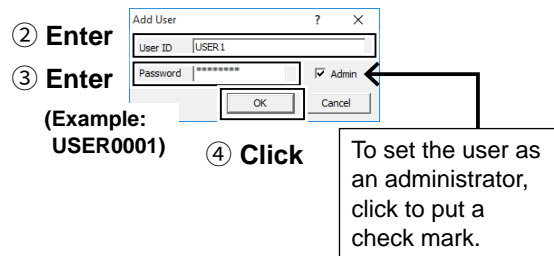 Add User ? ×
② Enter
User ID USER1
③ Enter
Password ******** Admin
OK Cancel
(Example:
USER0001)
④ Click
To set the user as
an administrator,
click to put a
check mark.